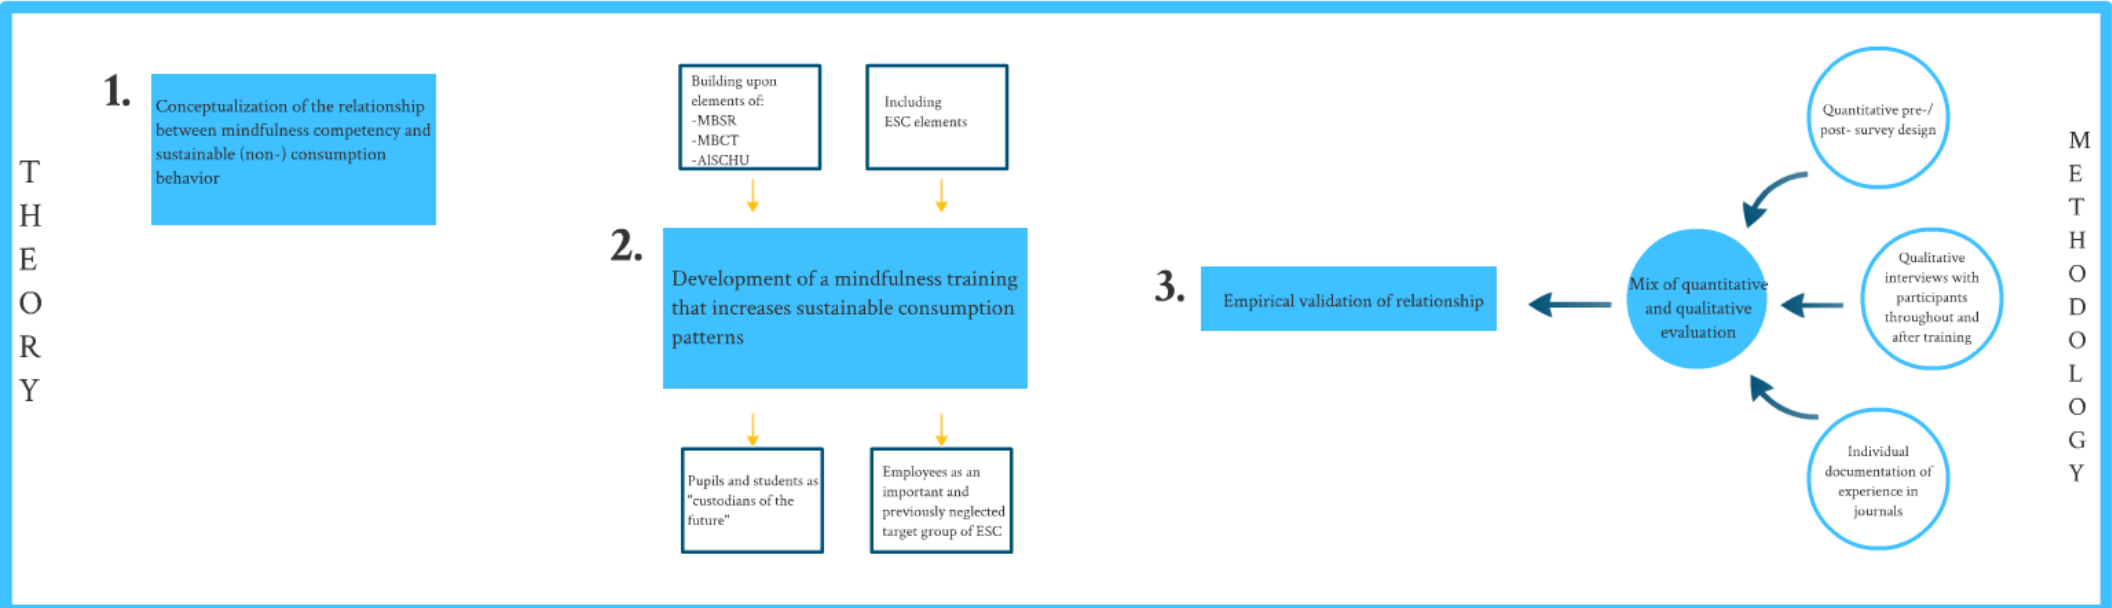 THEORY
1.
Conceptualization of the relationship
between mindfulness competency and
sustainable (non-) consumption
behavior
Building upon
elements of:
-MBSR
-MBCT
-AISCHU
Including
ESC elements
2.
Development of a mindfulness training
that increases sustainable consumption
patterns
Pupils and students as
"custodians of the
future"
Employees as an
important and
previously neglected
target group of ESC
3.
Empirical validation of relationship
Mix of quantitative
and qualitative
evaluation
Quantitative pre-/
post- survey design
Qualitative
interviews with
participants
throughout and
after training
Individual
documentation of
experience in
journals
METHODOLOGY